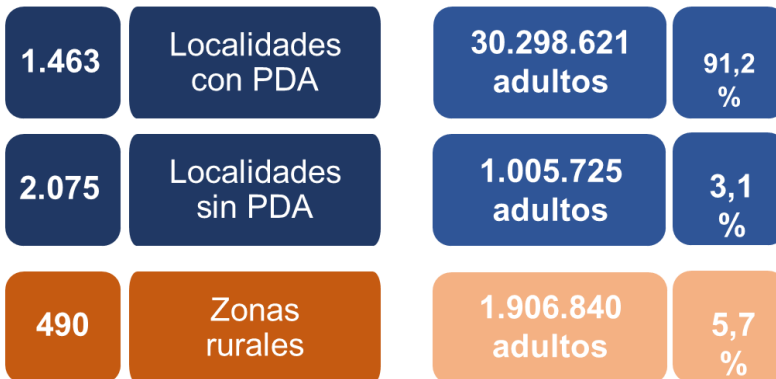 1.463
Localidades
con PDA
30.298.621
adultos
91,2
%
2.075
Localidades
sin PDA
1.005.725
adultos
3,1
%
490
Zonas
rurales
1.906.840
adultos
5,7
%